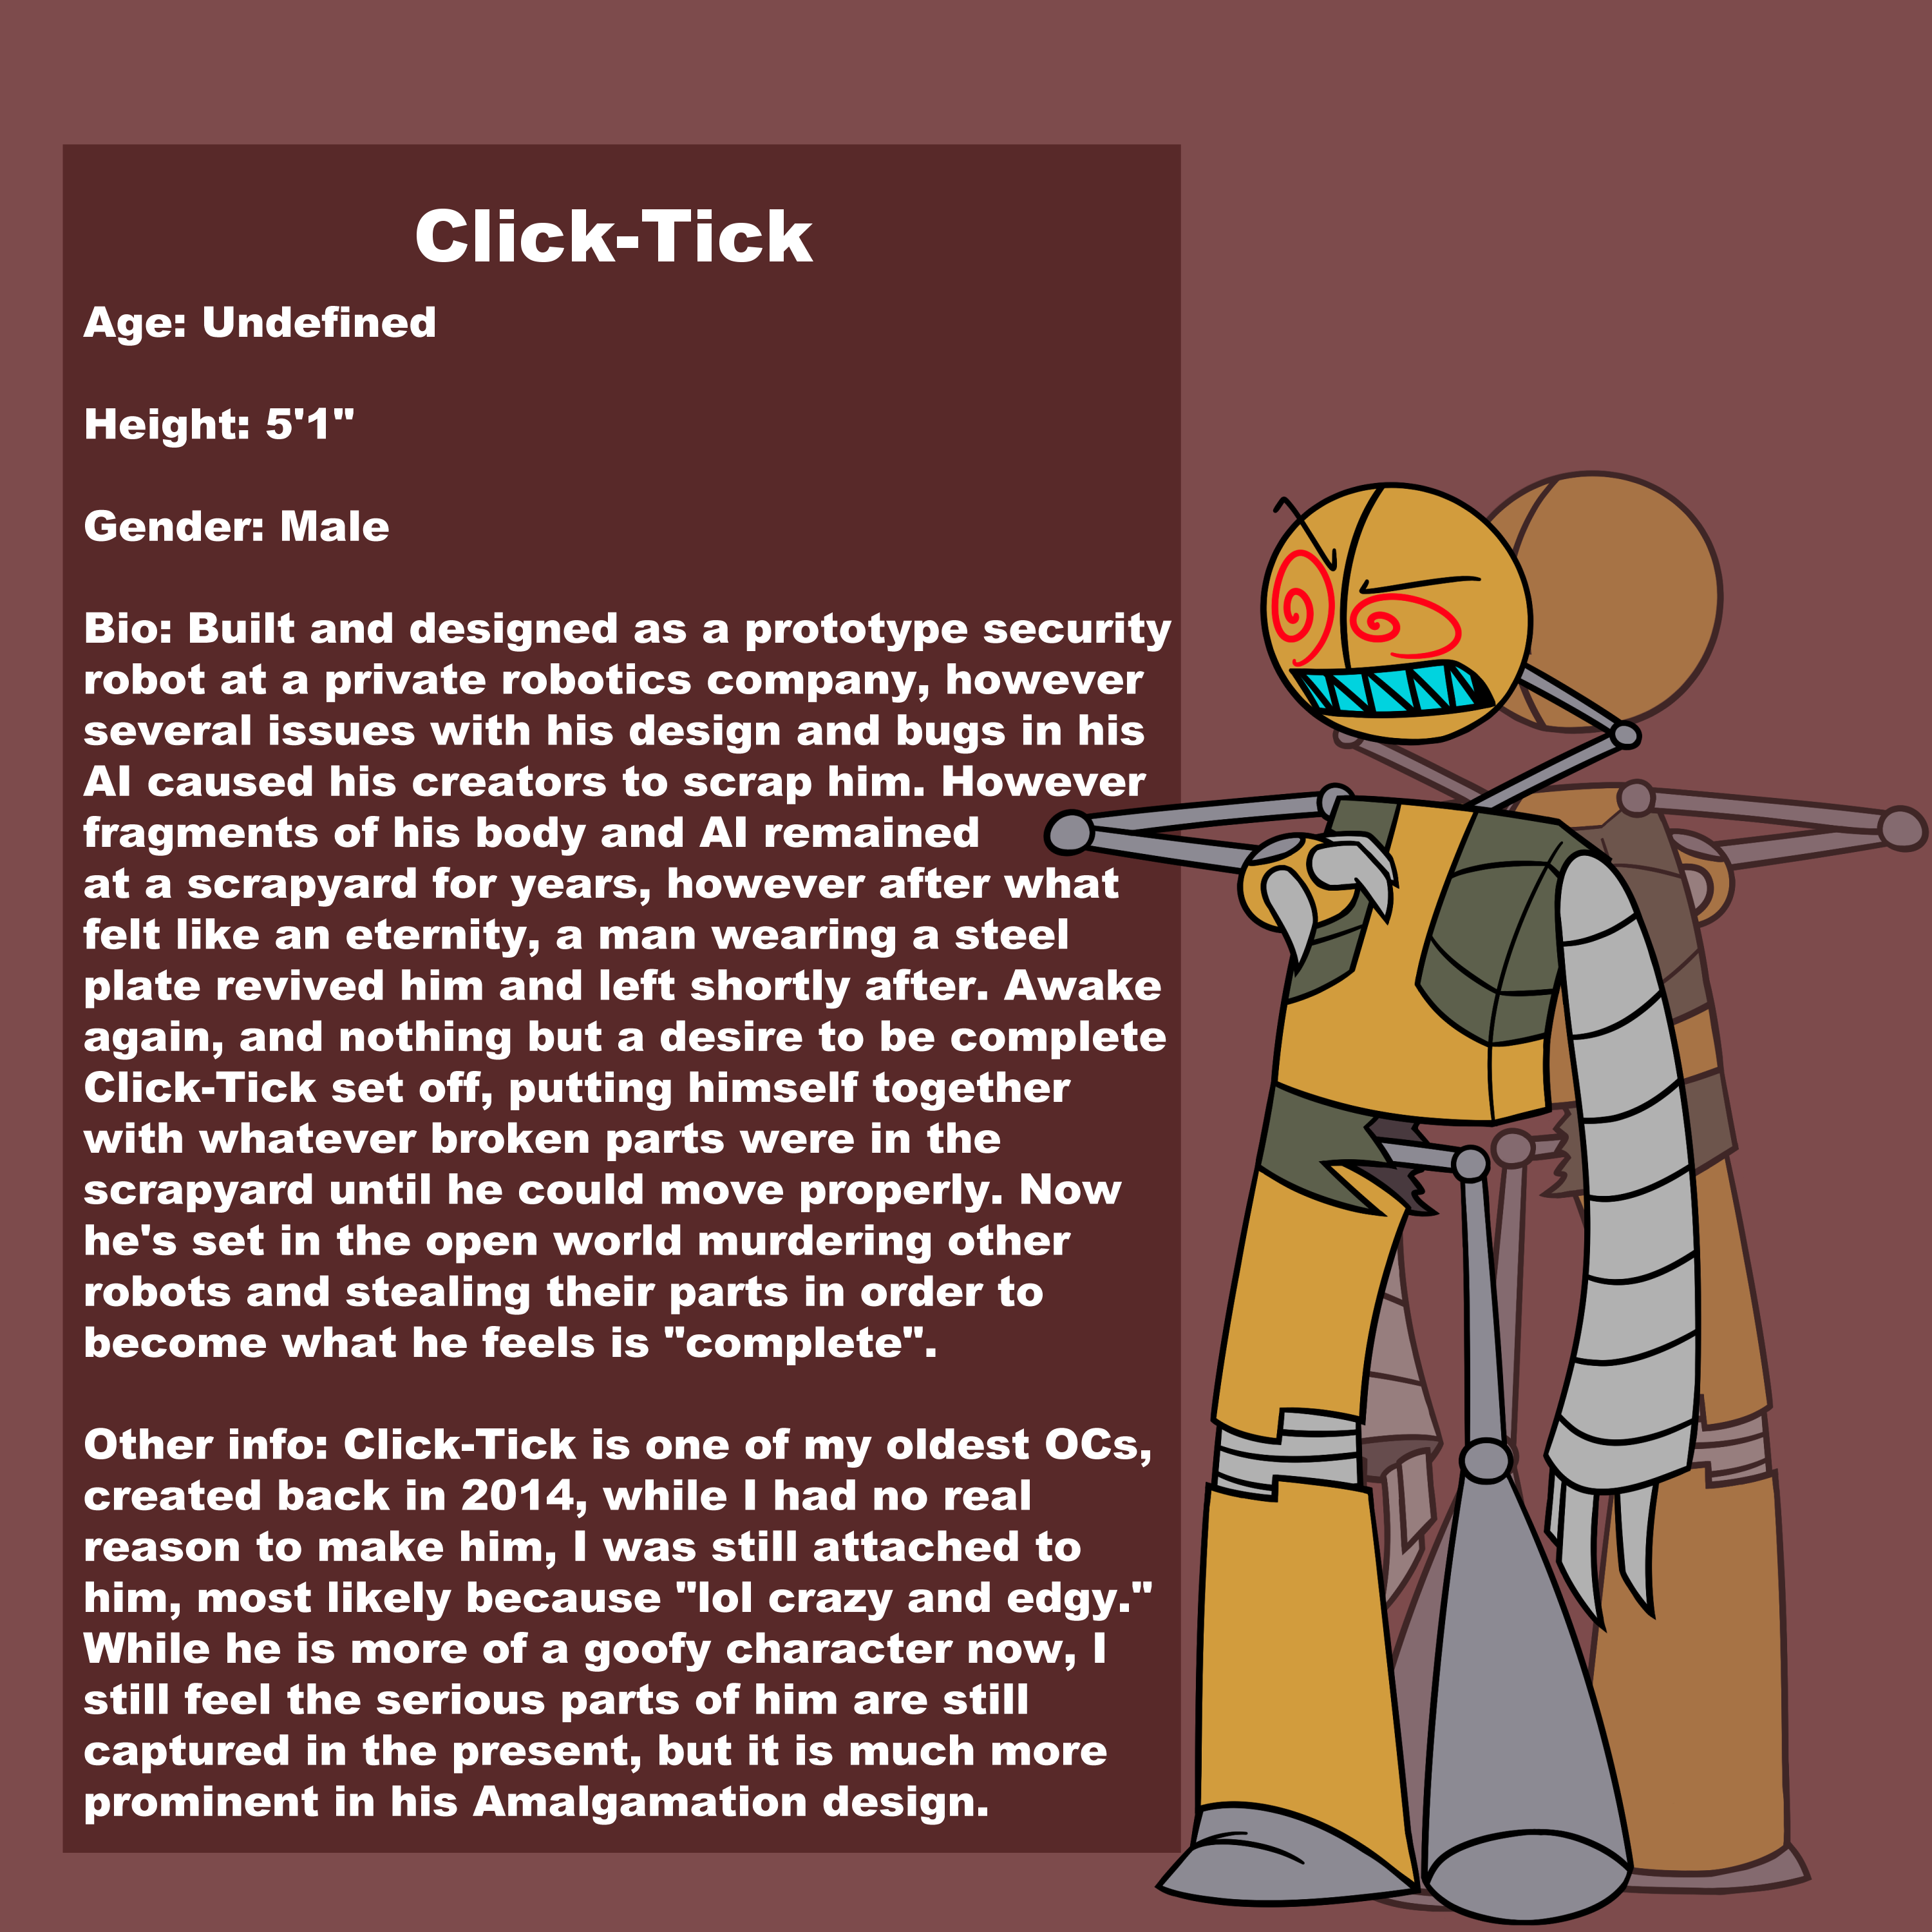 Click-Tick
Age: Undefined
Height: 5'1"
Gender: Male
Bio: Built and designed as a prototype security
robot at a private robotics company, however
several issues with his design and bugs in his
AI caused his creators to scrap him. However
fragments of his body and AI remained
at a scrapyard for years, however after what
felt like an eternity, a man wearing a steel
plate revived him and left shortly after. Awake
again, and nothing but a desire to be complete
Click-Tick set off, putting himself together
with whatever broken parts were in the
scrapyard until he could move properly. Now
he's set in the open world murdering other
robots and stealing their parts in order to
become what he feels is "complete".
Other info: Click-Tick is one of my oldest OCs,
created back in 2014, while I had no real
reason to make him, I was still attached to
him, most likely because "lol crazy and edgy."
While he is more of a goofy character now, I
still feel the serious parts of him are still
captured in the present, but it is much more
prominent in his Amalgamation design.